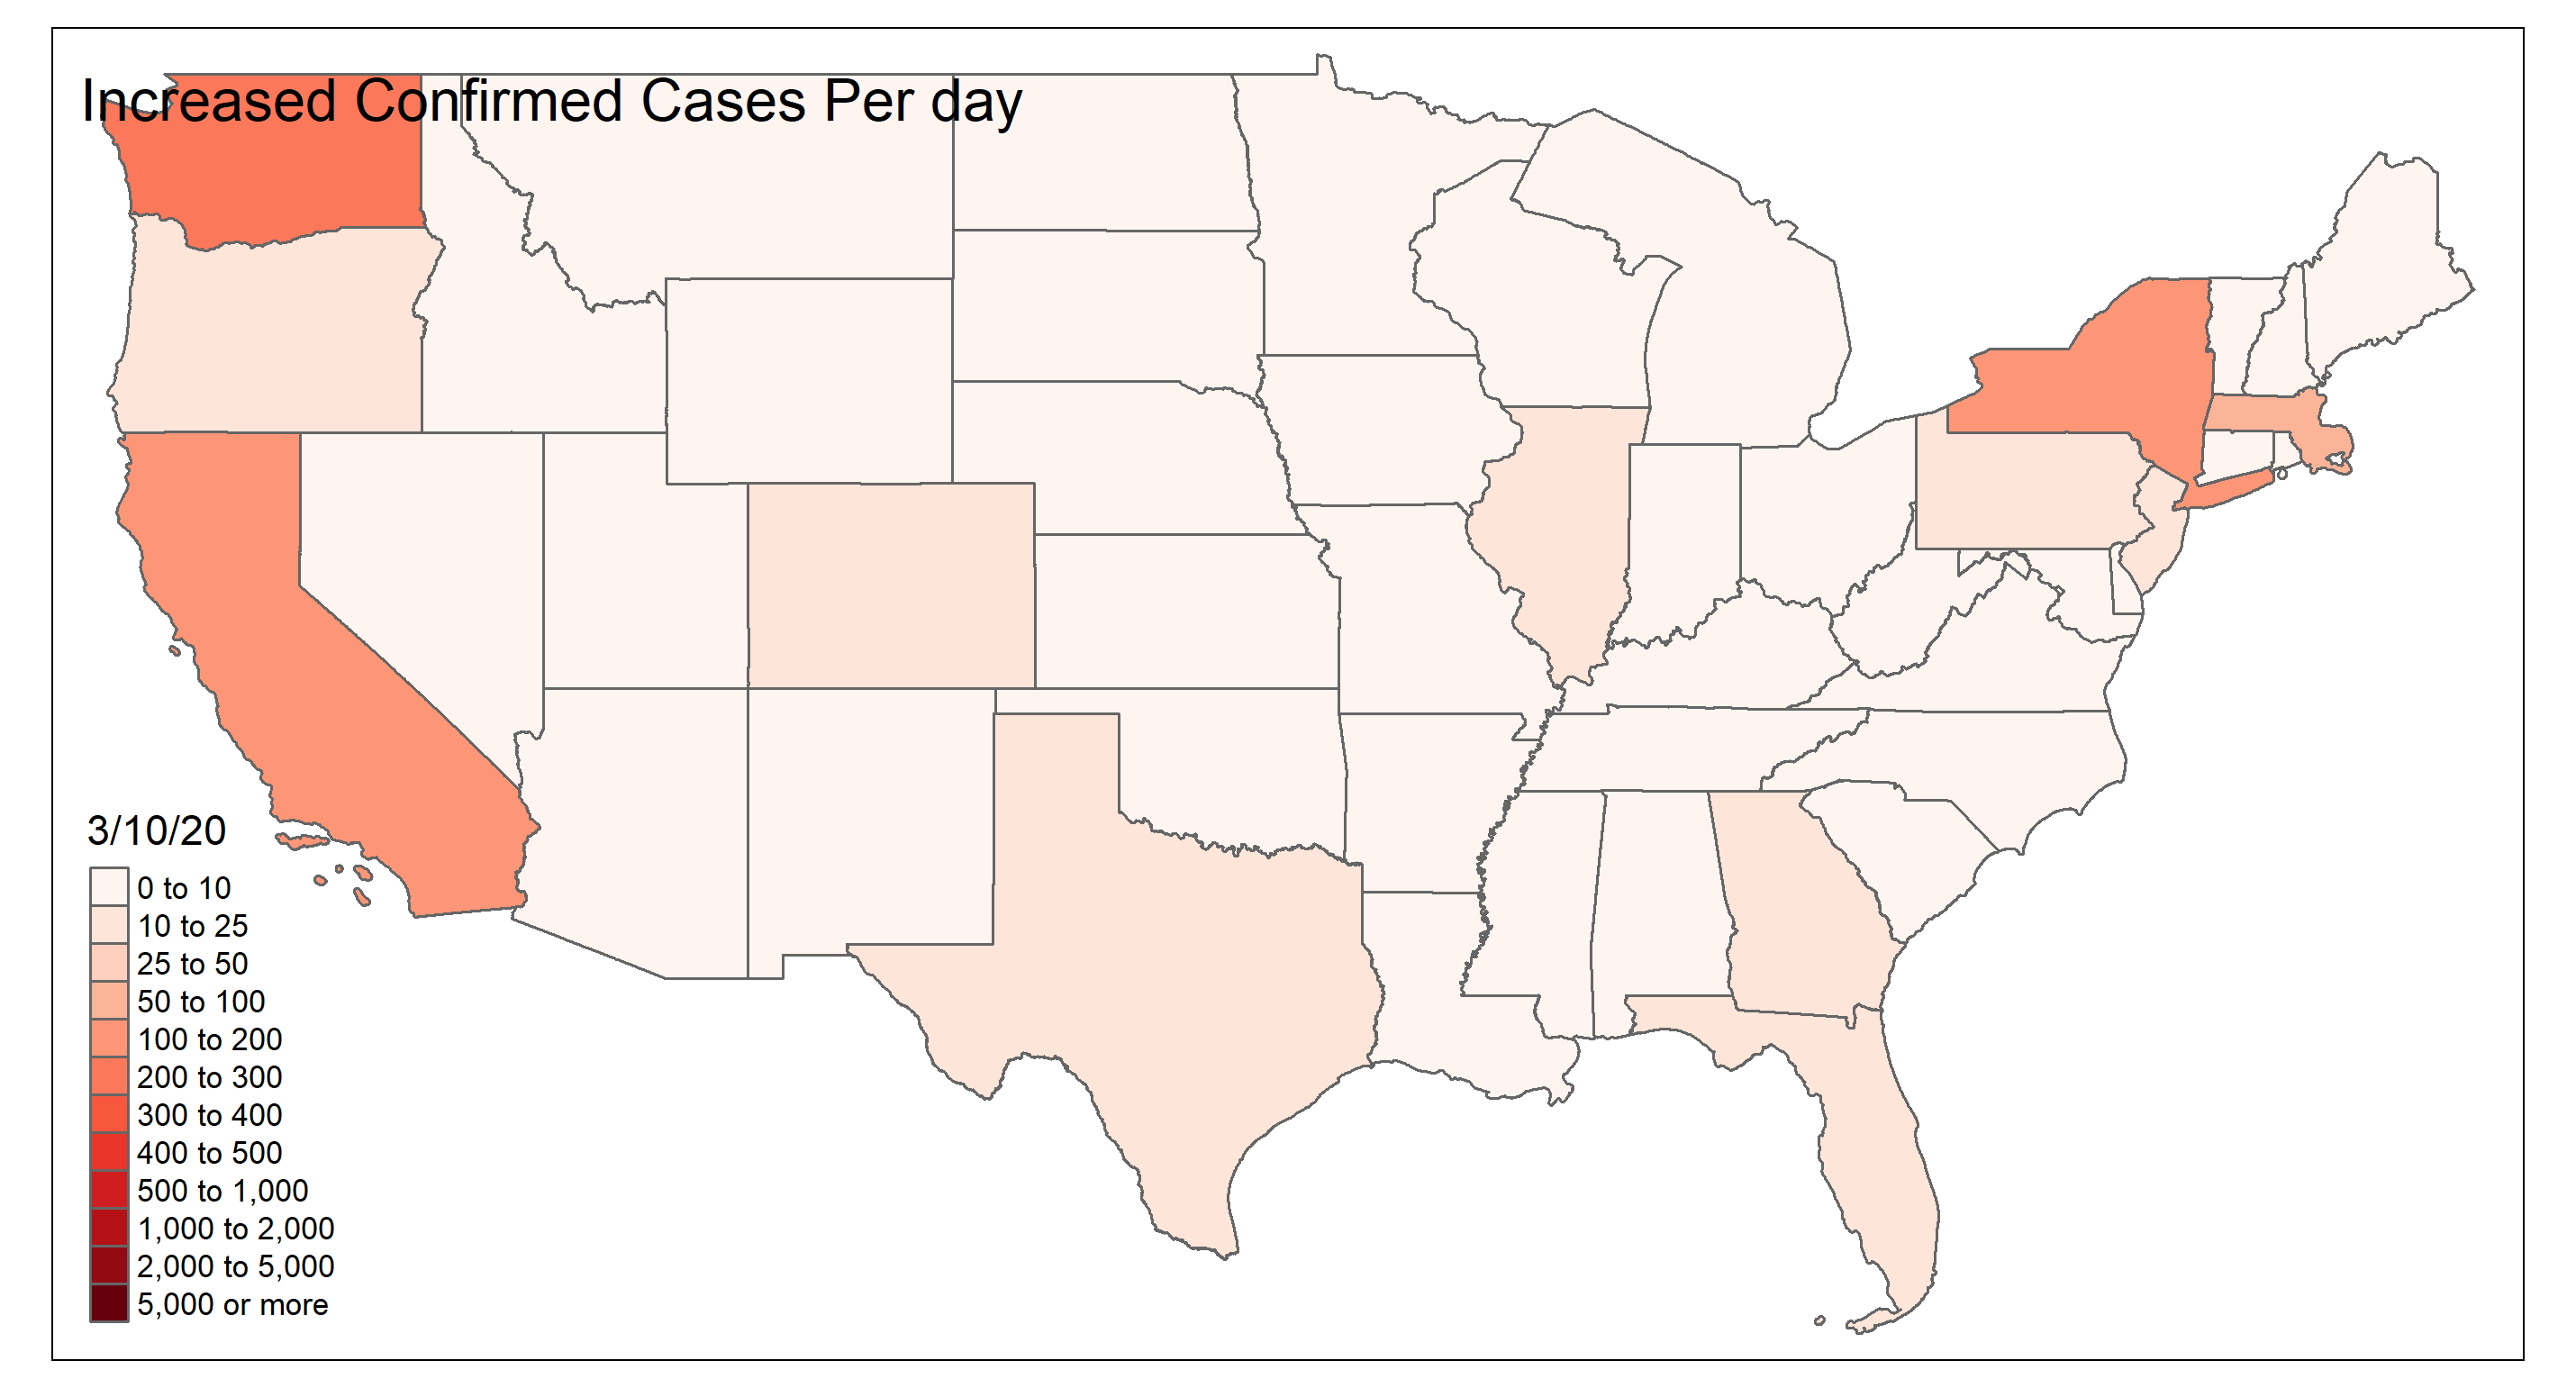 Increased Confirmed Cases Per day
3/10/20
0 to 10
10 to 25
25 to 50
50 to 100
100 to 200
200 to 300
300 to 400
400 to 500
500 to 1,000
1,000 to 2,000
2,000 to 5,000
5,000 or more